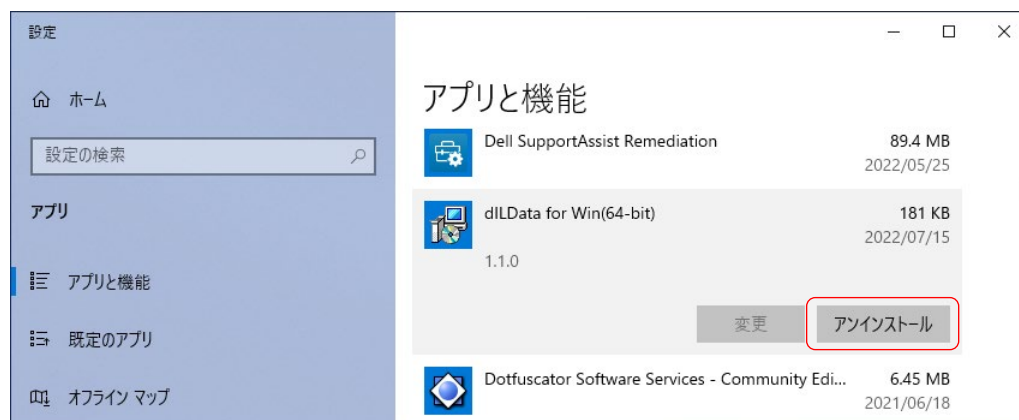 設定
ホーム
設定の検索
アプリ
アプリと機能
既定のアプリ
オフライン マップ
アプリと機能
Dell SupportAssist Remediation
89.4 MB
2022/05/25
dILData for Win(64-bit)
181 KB
2022/07/15
1.1.0
変更
アンインストール
Dotfuscator Software Services - Community Edi...
6.45 MB
2021/06/18